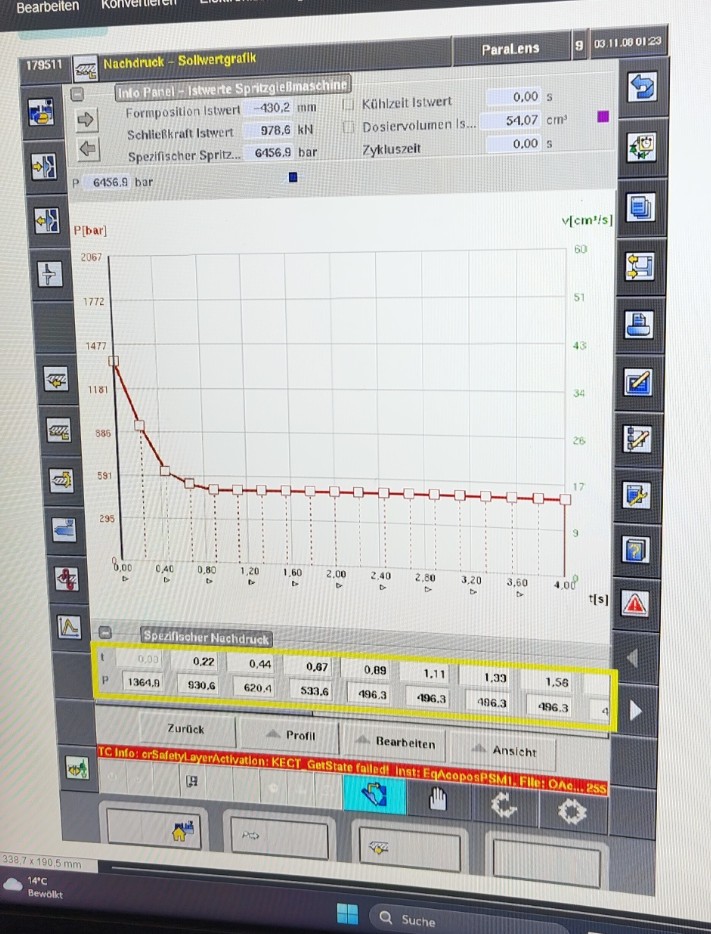 Bearbeiten Konvertieren
179511 Nachdruck - Sollwertgrafik ParaLens 9 03.11.08 01:23
Info Panel - Istwerte Spritzgießmaschine
Formposition Istwert -430,2 mm Kühlzeit Istwert 0,00 s
Schließkraft Istwert 978,6 kN Dosiervolumen Is... 54,07 cm³
Spezifischer Spritz... 6456,9 bar Zykluszeit 0,00 s
P 6456,9 bar
P[bar] v[cm³/s]
2067 60
1772 51
1477 43
1181 34
886 26
591 17
295 9
0 0
0,00 0,40 0,80 1,20 1,60 2,00 2,40 2,80 3,20 3,60 4,00
t[s]
Spezifischer Nachdruck
t 0,00 0,22 0,44 0,67 0,89 1,11 1,33 1,56
P 1364,9 930,6 620,4 533,6 496,3 496,3 496,3 496,3 4
Zurück Profil Bearbeiten Ansicht
TC Info: crSafetyLayerActivation: KECT_GetState failed! Inst: EqAcoposPSM1. File: OAc... 255
338,7 x 190,5 mm
14°C
Bewölkt
Suche